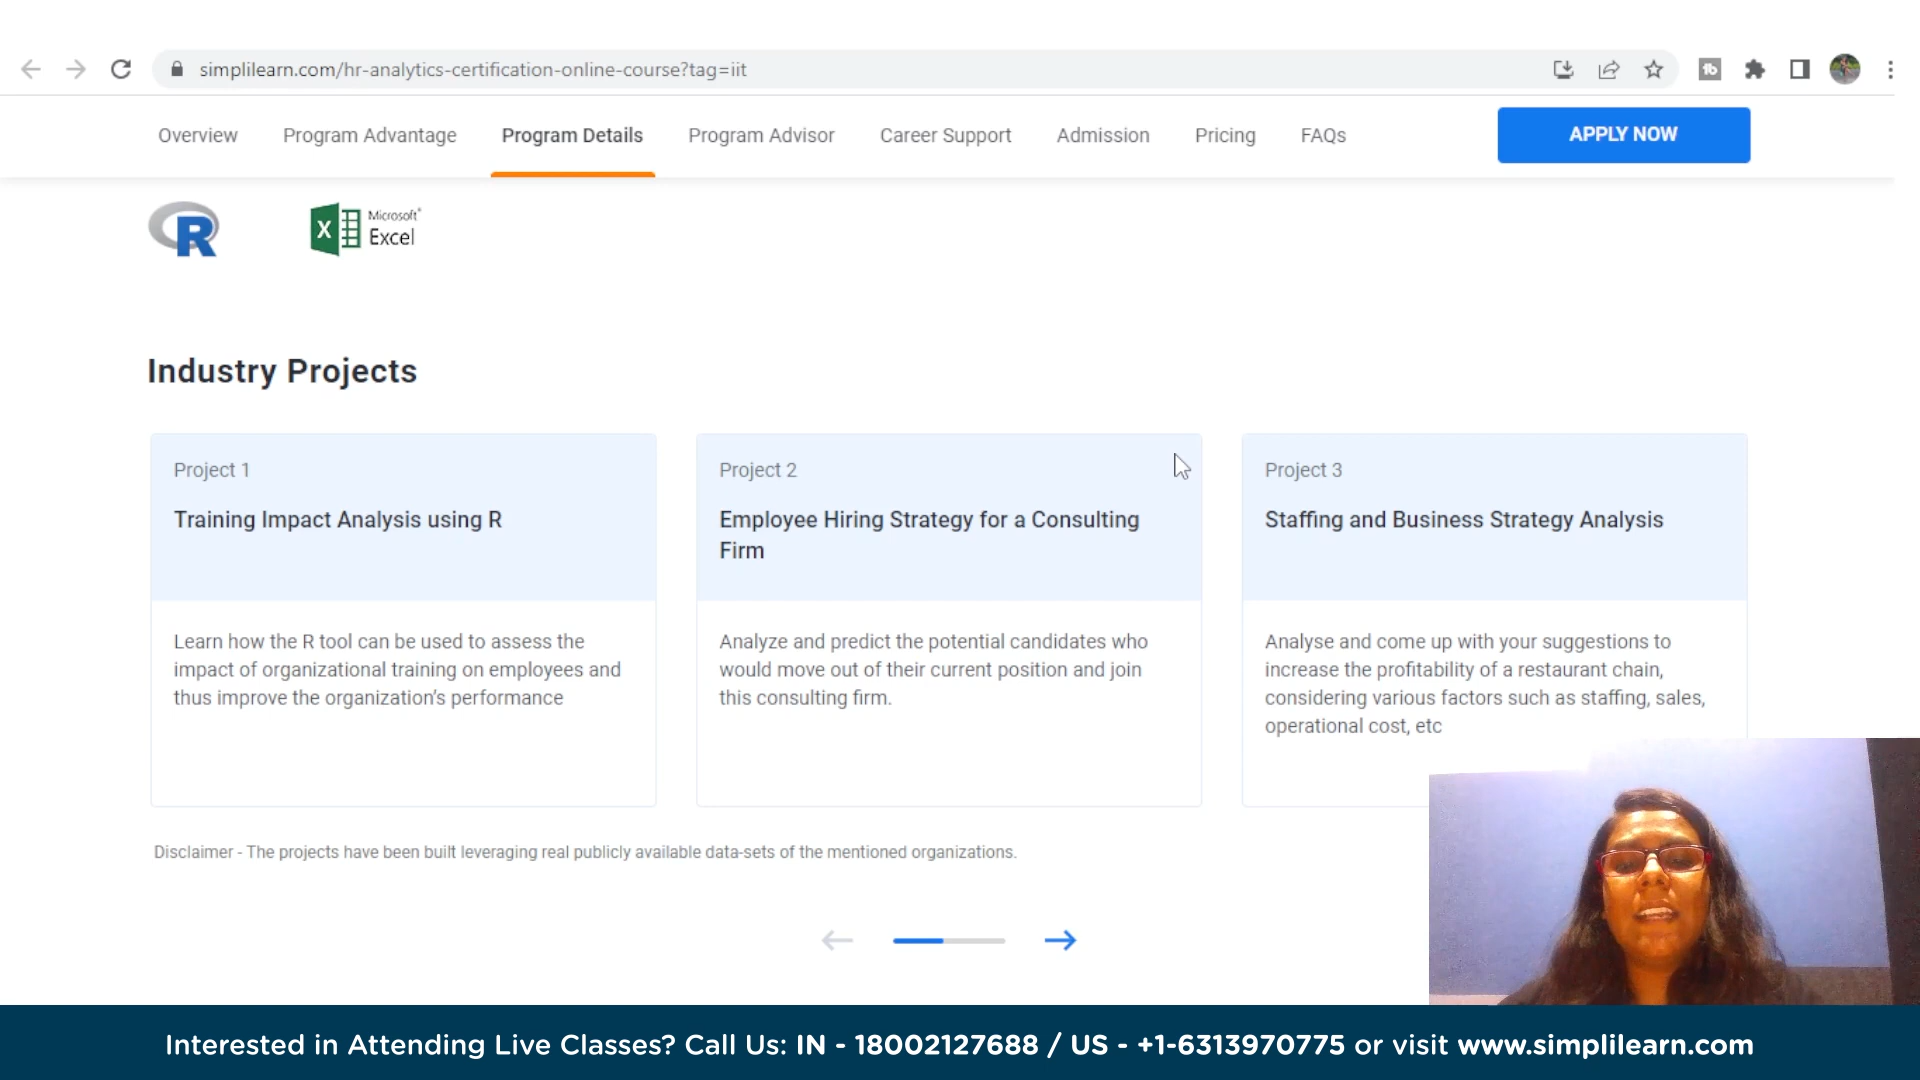 simplilearn.com/hr-analytics-certification-online-course?tag=iit
Overview Program Advantage Program Details Program Advisor Career Support Admission Pricing FAQs APPLY NOW
R
X Microsoft
Excel
Industry Projects
Project 1
Training Impact Analysis using R
Learn how the R tool can be used to assess the
impact of organizational training on employees and
thus improve the organization's performance
Project 2
Employee Hiring Strategy for a Consulting
Firm
Analyze and predict the potential candidates who
would move out of their current position and join
this consulting firm.
Project 3
Staffing and Business Strategy Analysis
Analyse and come up with your suggestions to
increase the profitability of a restaurant chain,
considering various factors such as staffing, sales,
operational cost, etc
Disclaimer - The projects have been built leveraging real publicly available data-sets of the mentioned organizations.
Interested in Attending Live Classes? Call Us: IN - 18002127688 / US - +1-6313970775 or visit www.simplilearn.com